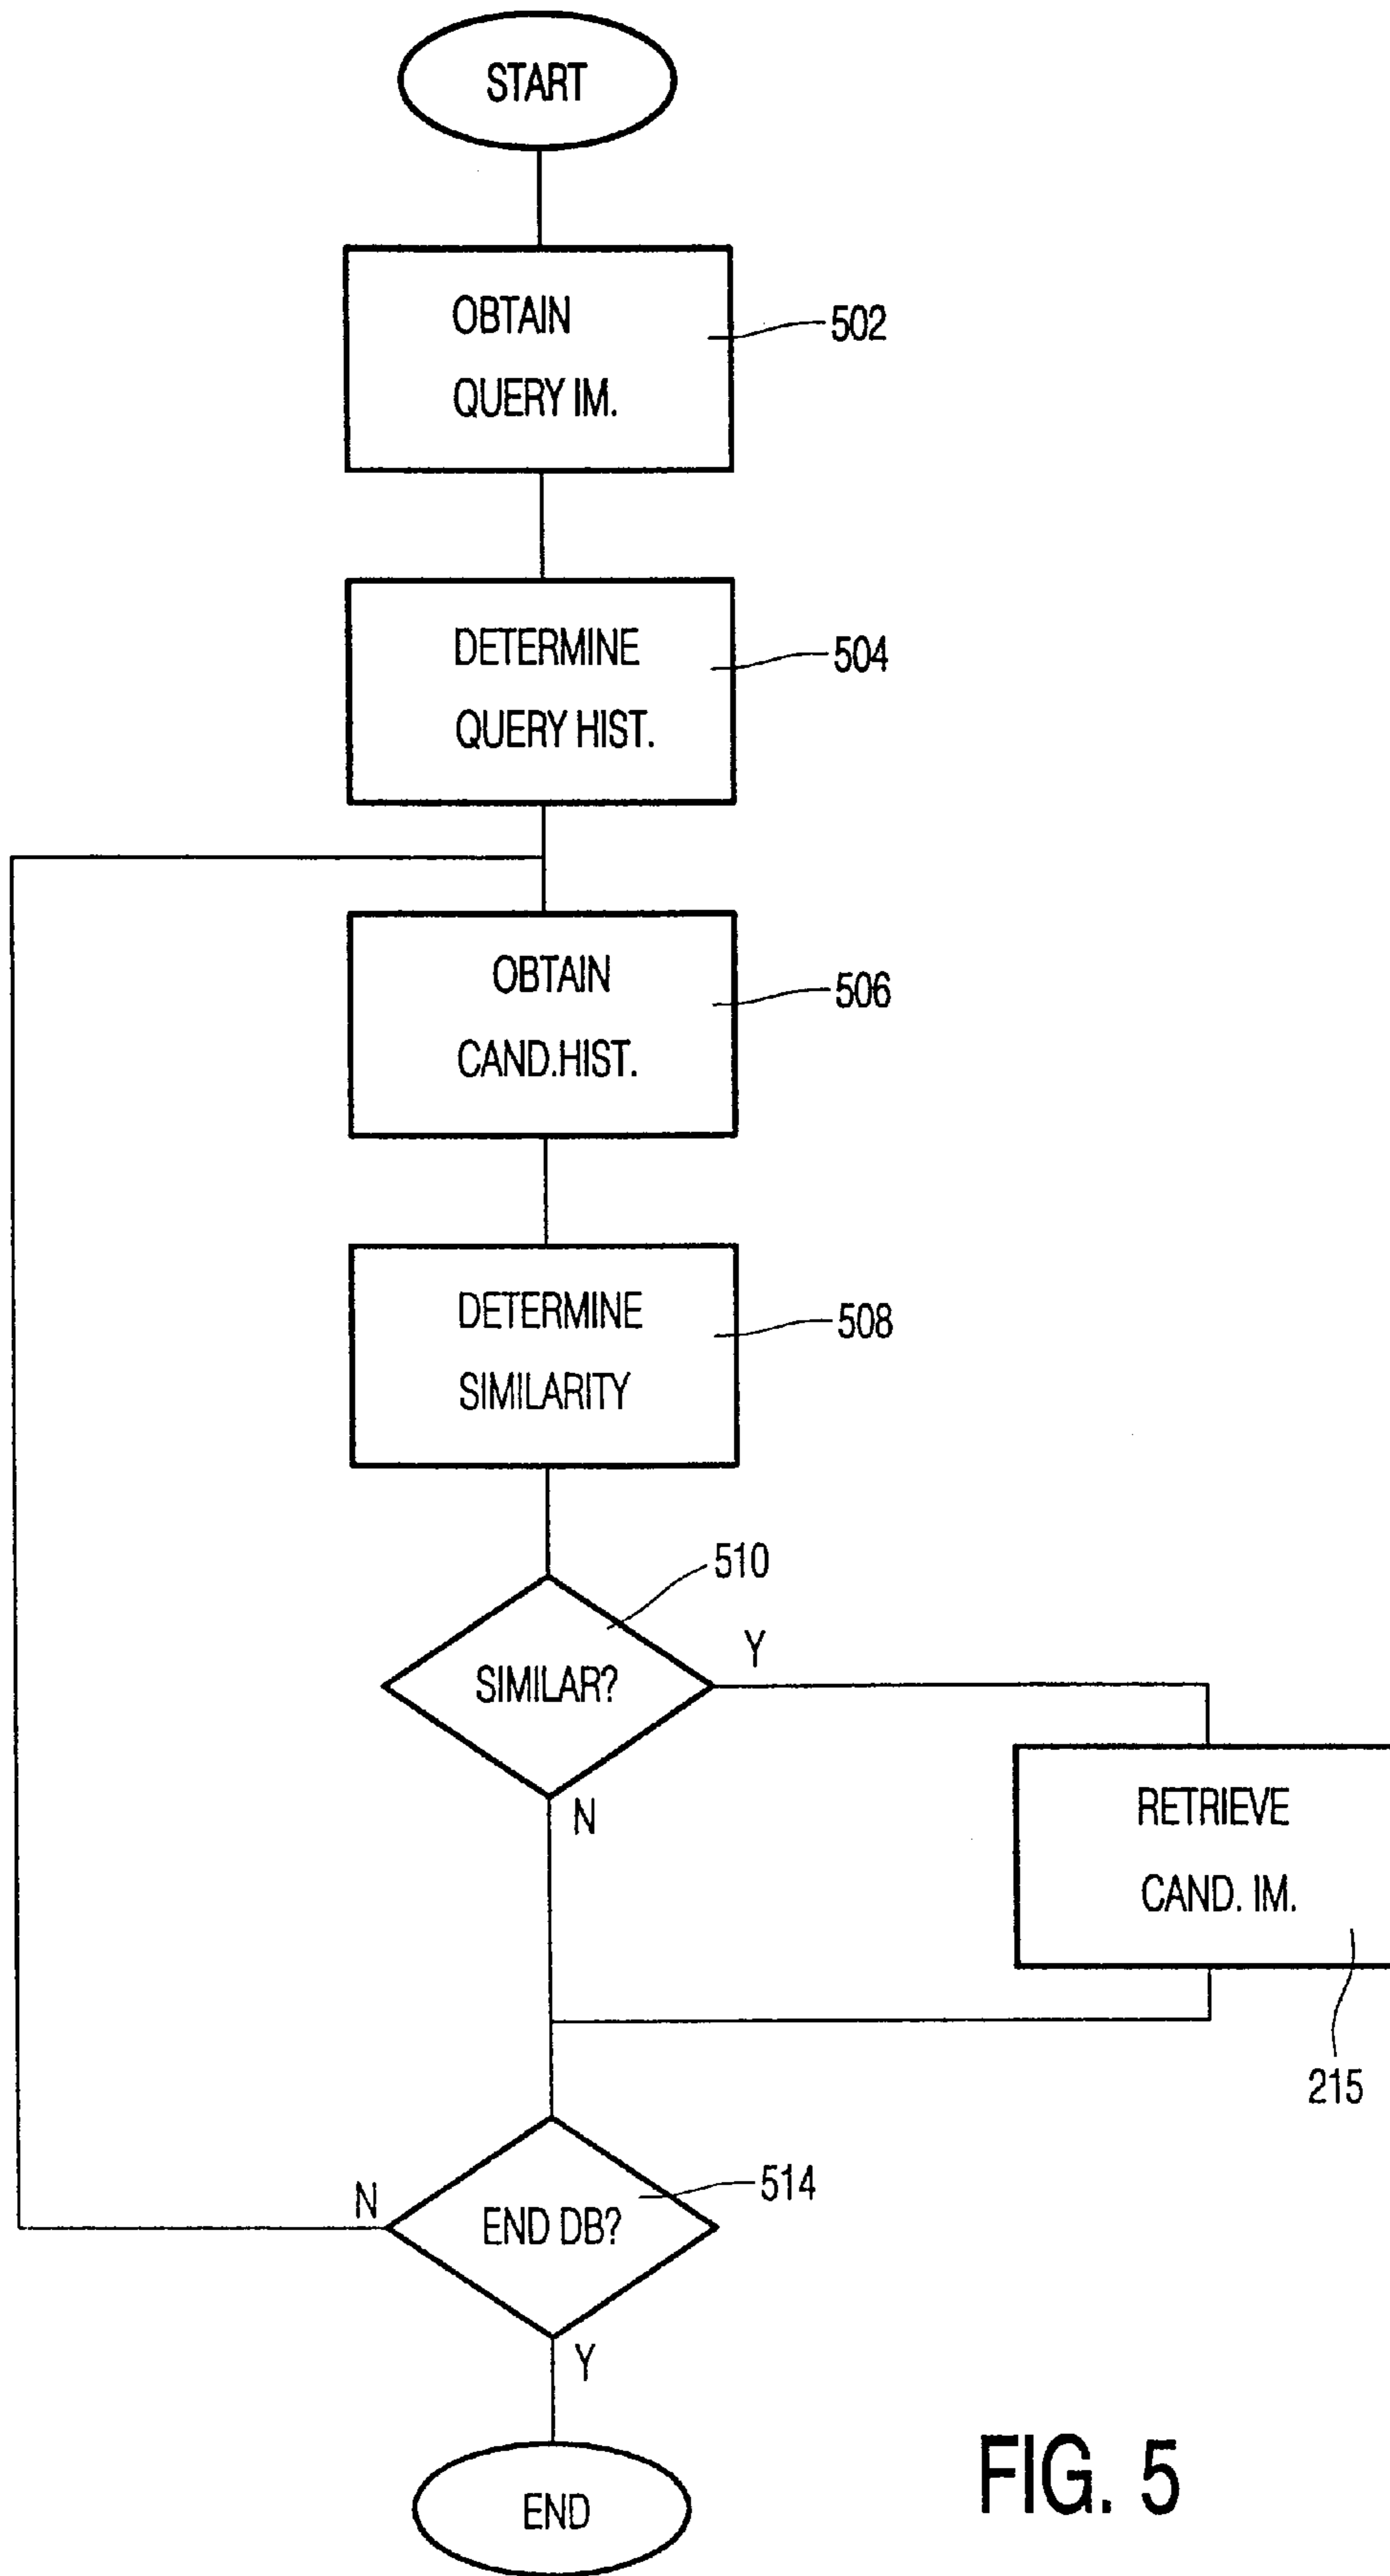 START
OBTAIN
QUERY IM.
502
DETERMINE
QUERY HIST.
504
OBTAIN
CAND.HIST.
506
DETERMINE
SIMILARITY
508
510
SIMILAR?
Y
N
RETRIEVE
CAND. IM.
215
514
N
END DB?
Y
END
FIG. 5